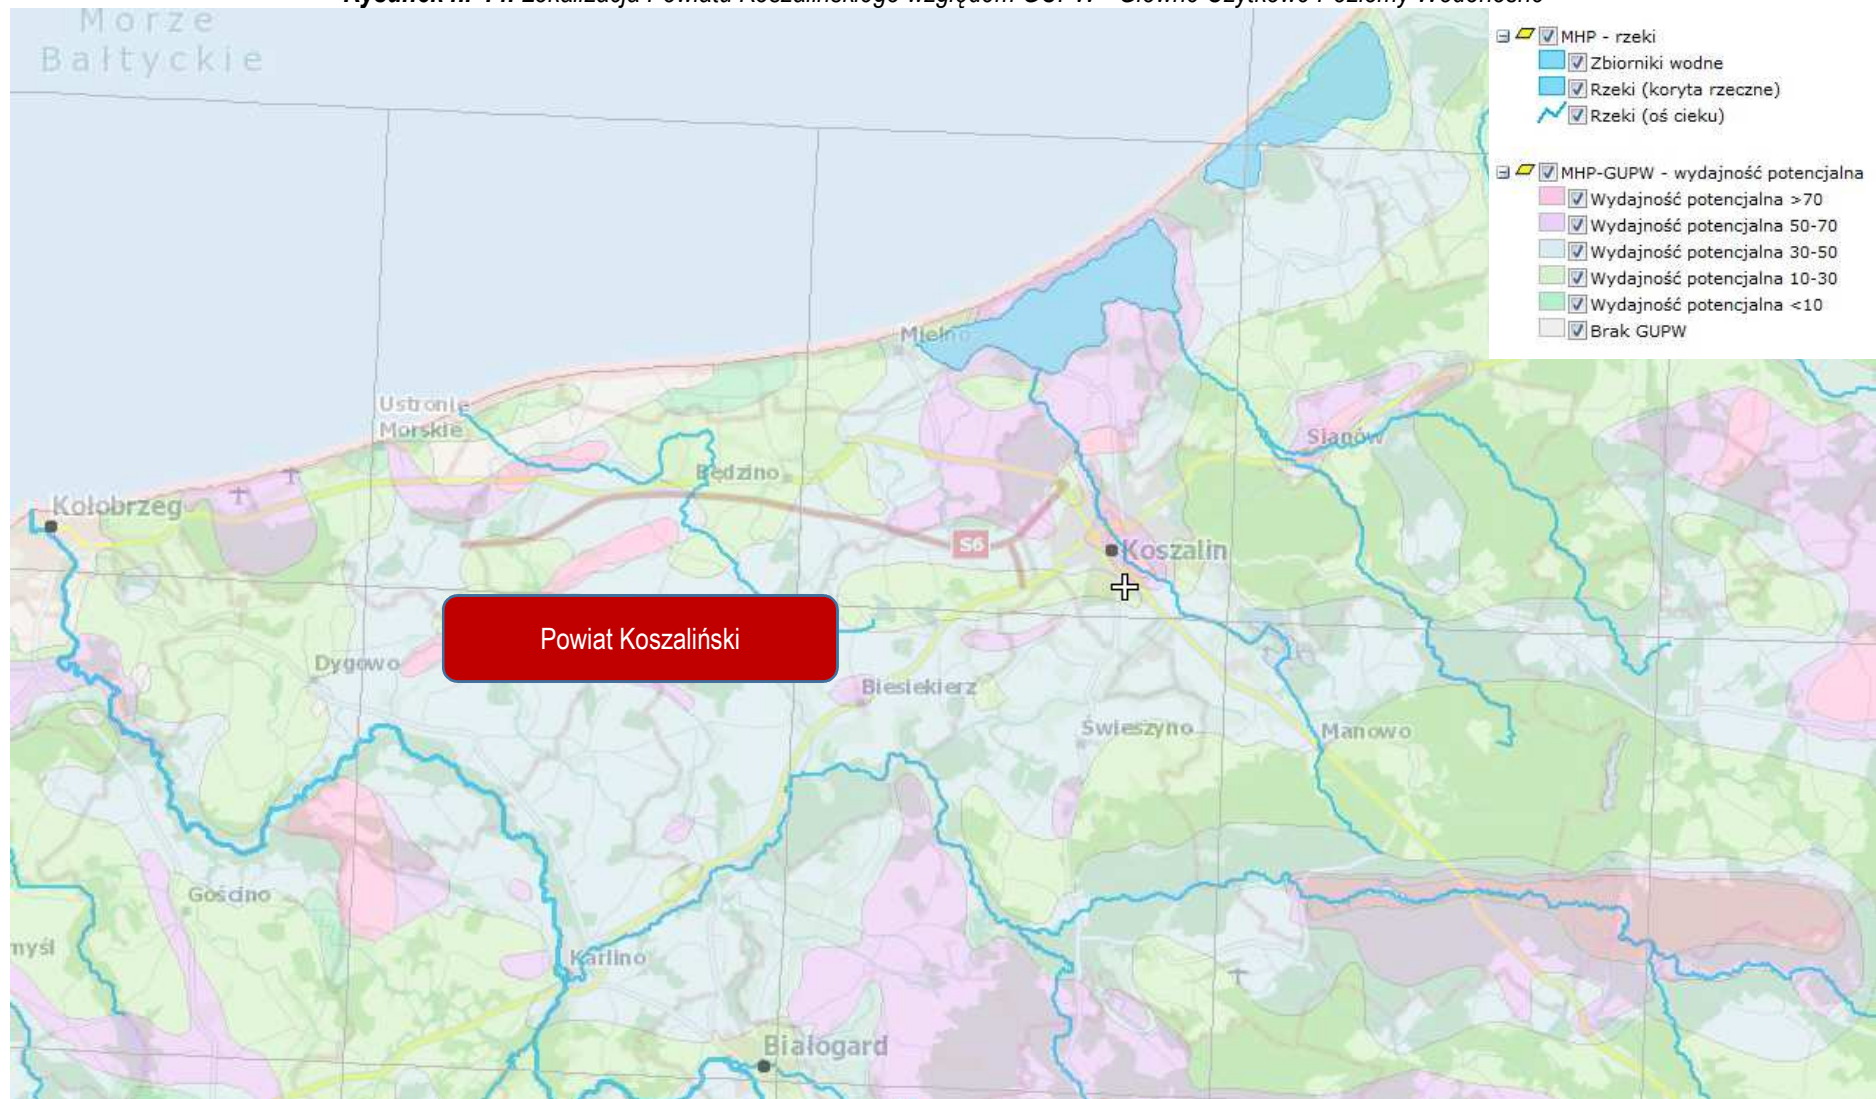 Morze
Bałtyckie
MHP - rzeki
Zbiorniki wodne
Rzeki (koryta rzeczne)
Rzeki (oś cieku)
MHP-GUPW - wydajność potencjalna
Wydajność potencjalna >70
Wydajność potencjalna 50-70
Wydajność potencjalna 30-50
Wydajność potencjalna 10-30
Wydajność potencjalna <10
Brak GUPW
Mielno
Ustronie
Morskie
Sianów
Będzino
Kołobrzeg
S6
Koszalin
Powiat Koszaliński
Dygowo
Biesiekierz
Świeszyno
Manowo
Gościno
myśl
Karlino
Białogard